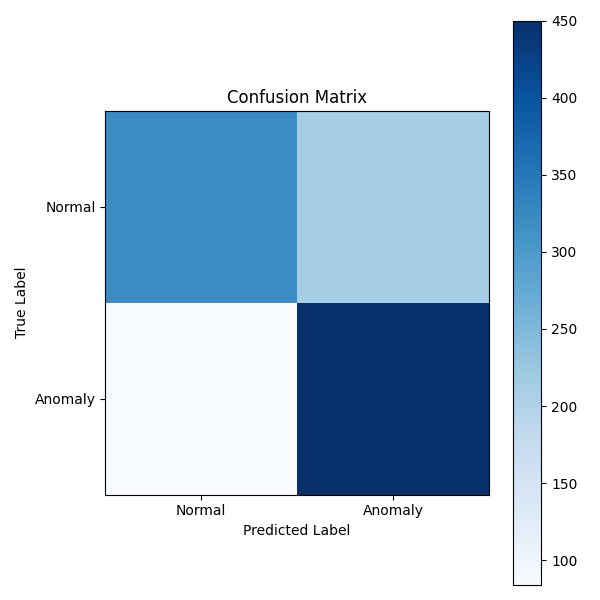 Confusion Matrix
True Label
Normal
Anomaly
Normal
Anomaly
Predicted Label
450
400
350
300
250
200
150
100